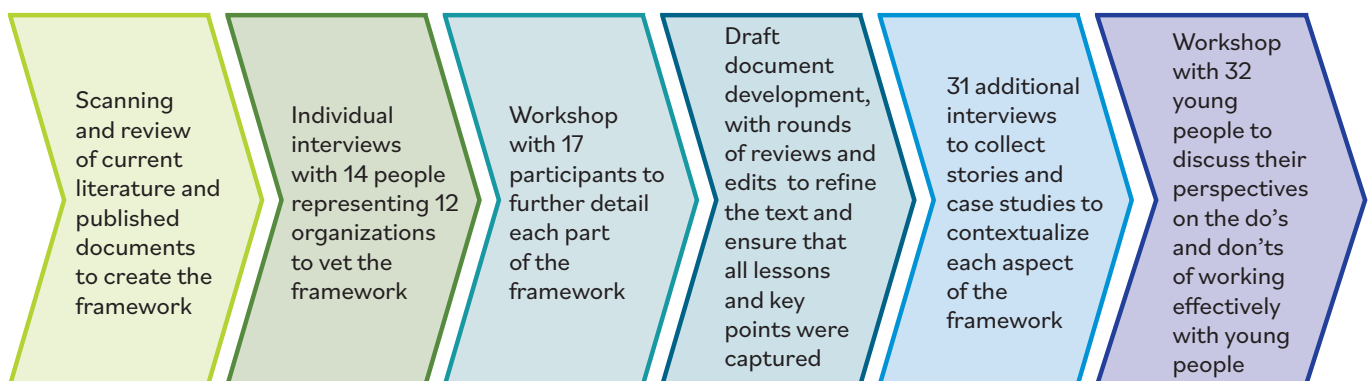 Scanning
and review
of current
literature and
published
documents
to create the
framework
Individual
interviews
with 14 people
representing 12
organizations
to vet the
framework
Workshop
with 17
participants to
further detail
each part
of the
framework
Draft
document
development,
with rounds
of reviews and
edits to refine
the text and
ensure that
all lessons
and key
points were
captured
31 additional
interviews
to collect
stories and
case studies to
contextualize
each aspect
of the
framework
Workshop
with 32
young
people to
discuss their
perspectives
on the do’s
and don’ts
of working
effectively
with young
people